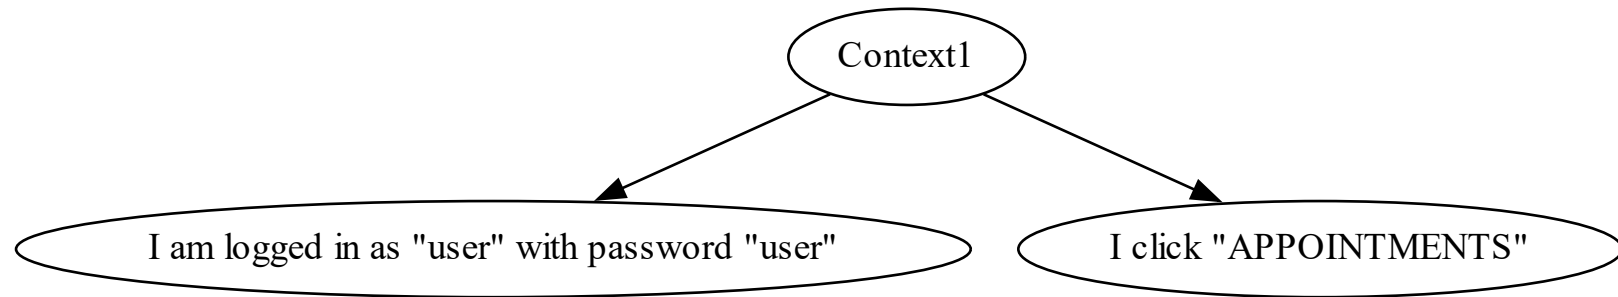 Context1
I am logged in as "user" with password "user"
I click "APPOINTMENTS"